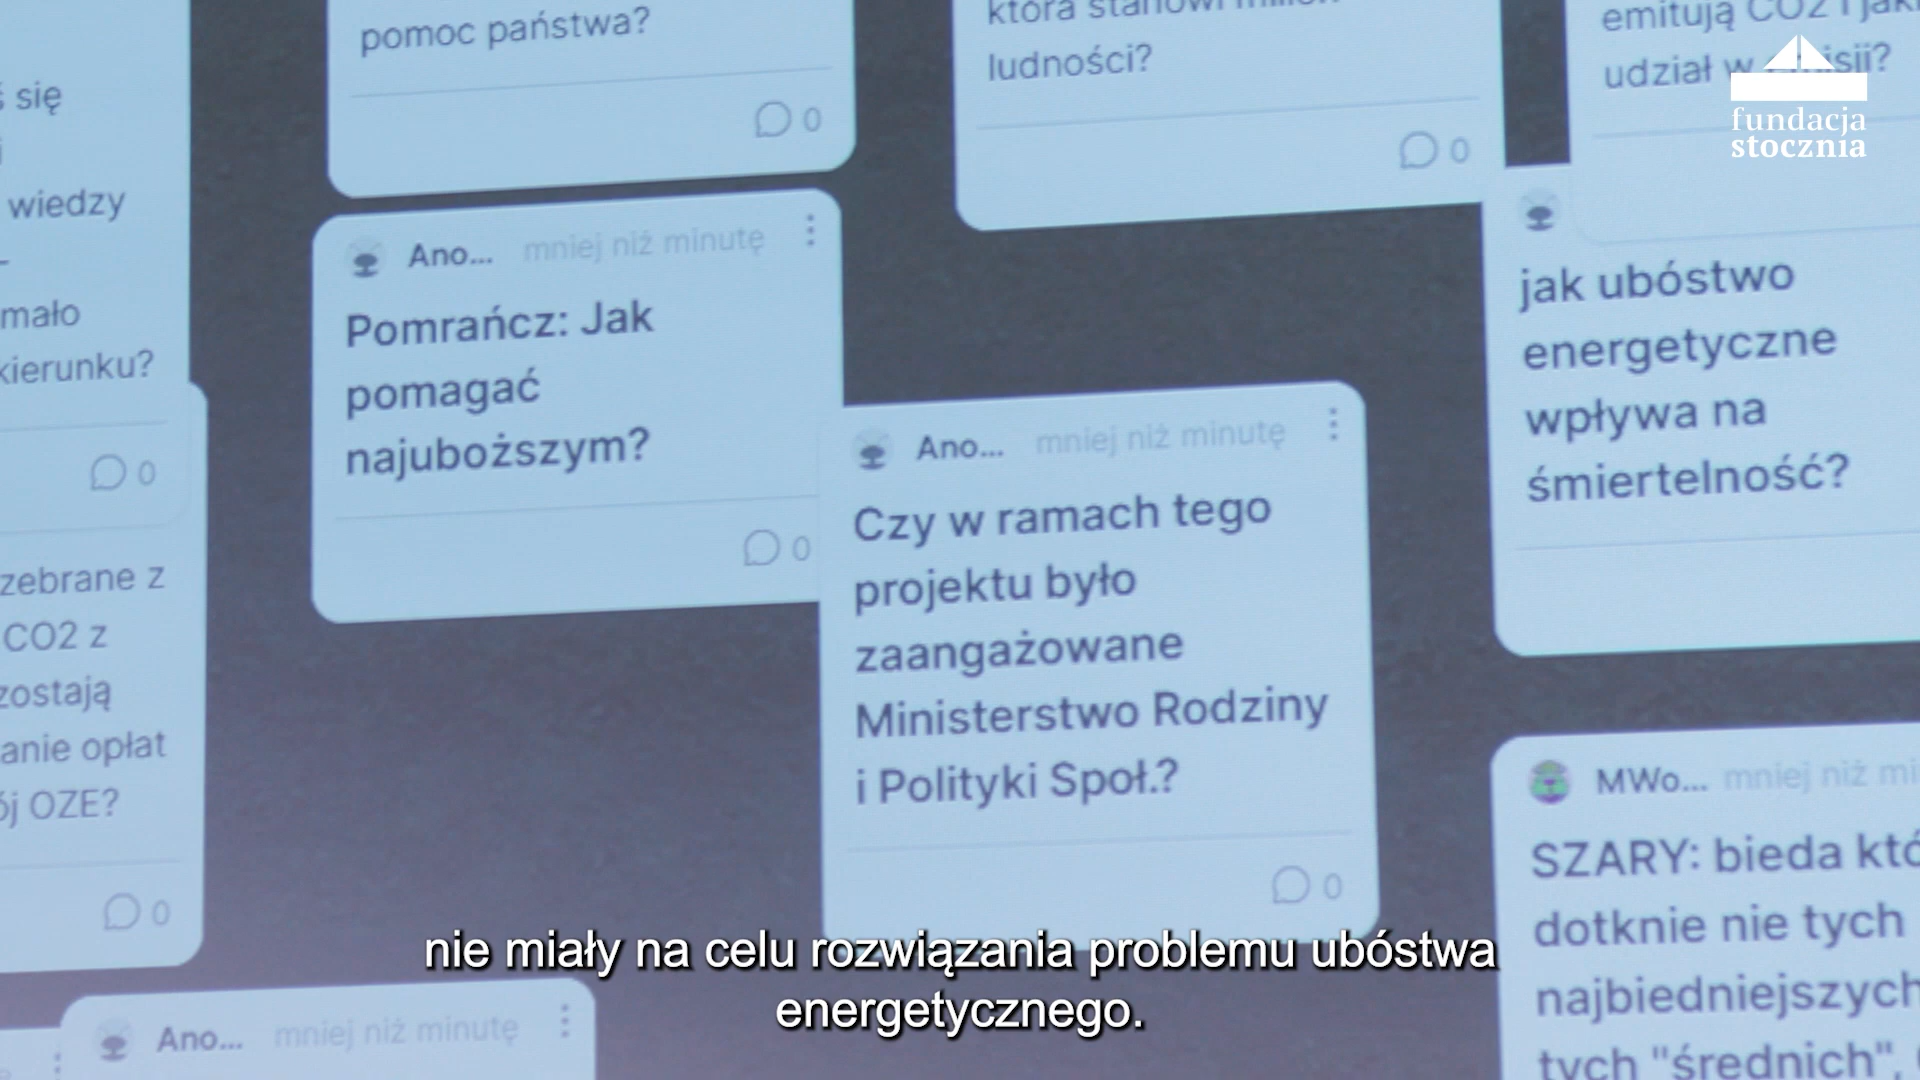 się
wiedzy
mało
kierunku?
0
zebrane z
CO2 z
zostają
anie opłat
OZE?
0
pomoc państwa?
0
Ano... mniej niż minutę
Pomrańcz: Jak
pomagać
najuboższym?
0
Ano... mniej niż minutę
ludności?
0
Ano... mniej niż minutę
Czy w ramach tego
projektu było
zaangażowane
Ministerstwo Rodziny
i Polityki Społ.?
0
emitują CO2 i
udział w
fundacja
stocznia
jak ubóstwo
energetyczne
wpływa na
śmiertelność?
MWo... mniej niż
SZARY: bieda
dotknie nie tych
najbiedniejszych
tych "średnich",
nie miały na celu rozwiązania problemu ubóstwa
energetycznego.